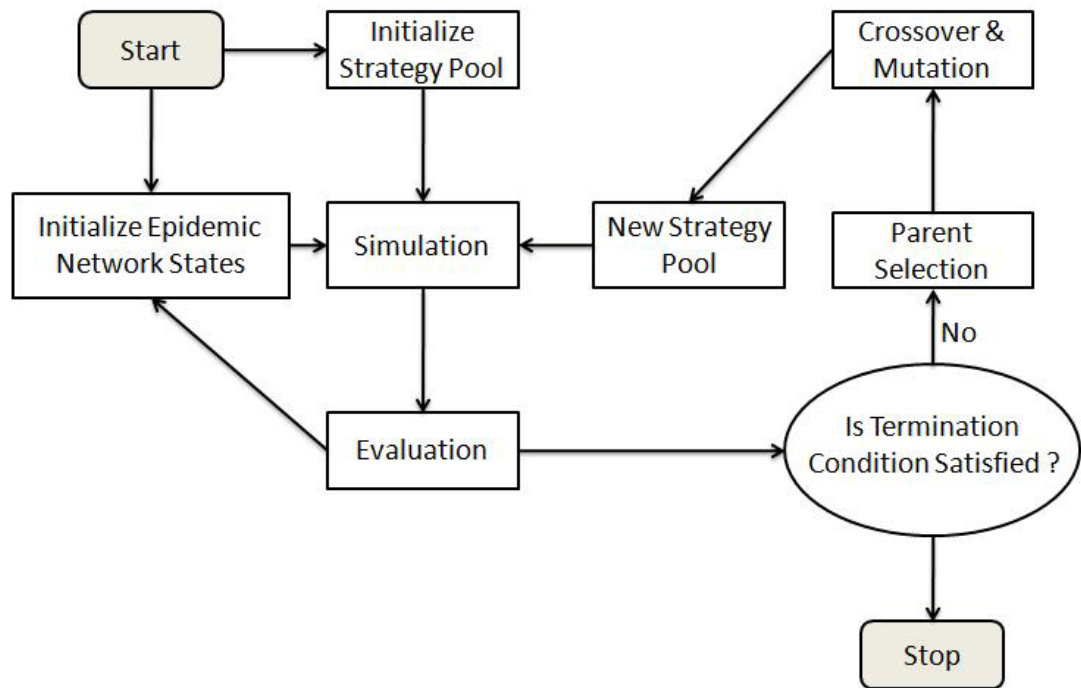 Start
Initialize
Strategy Pool
Crossover &
Mutation
Initialize Epidemic
Network States
Simulation
New Strategy
Pool
Parent
Selection
No
Evaluation
Is Termination
Condition Satisfied ?
Stop